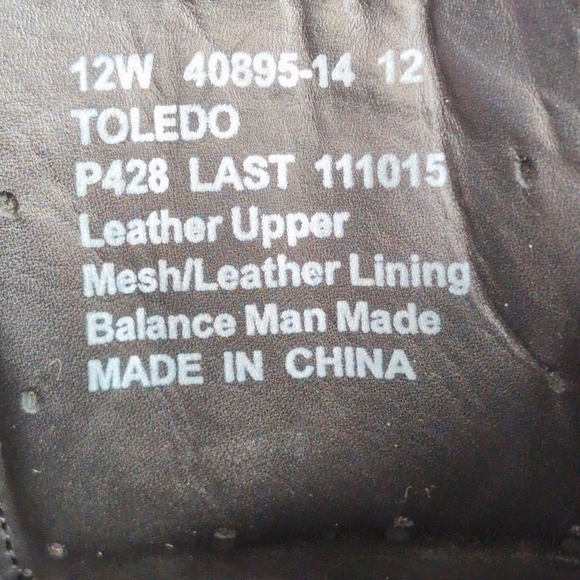 12W 40895-14 12
TOLEDO
P428 LAST 111015
Leather Upper
Mesh/Leather Lining
Balance Man Made
MADE IN CHINA